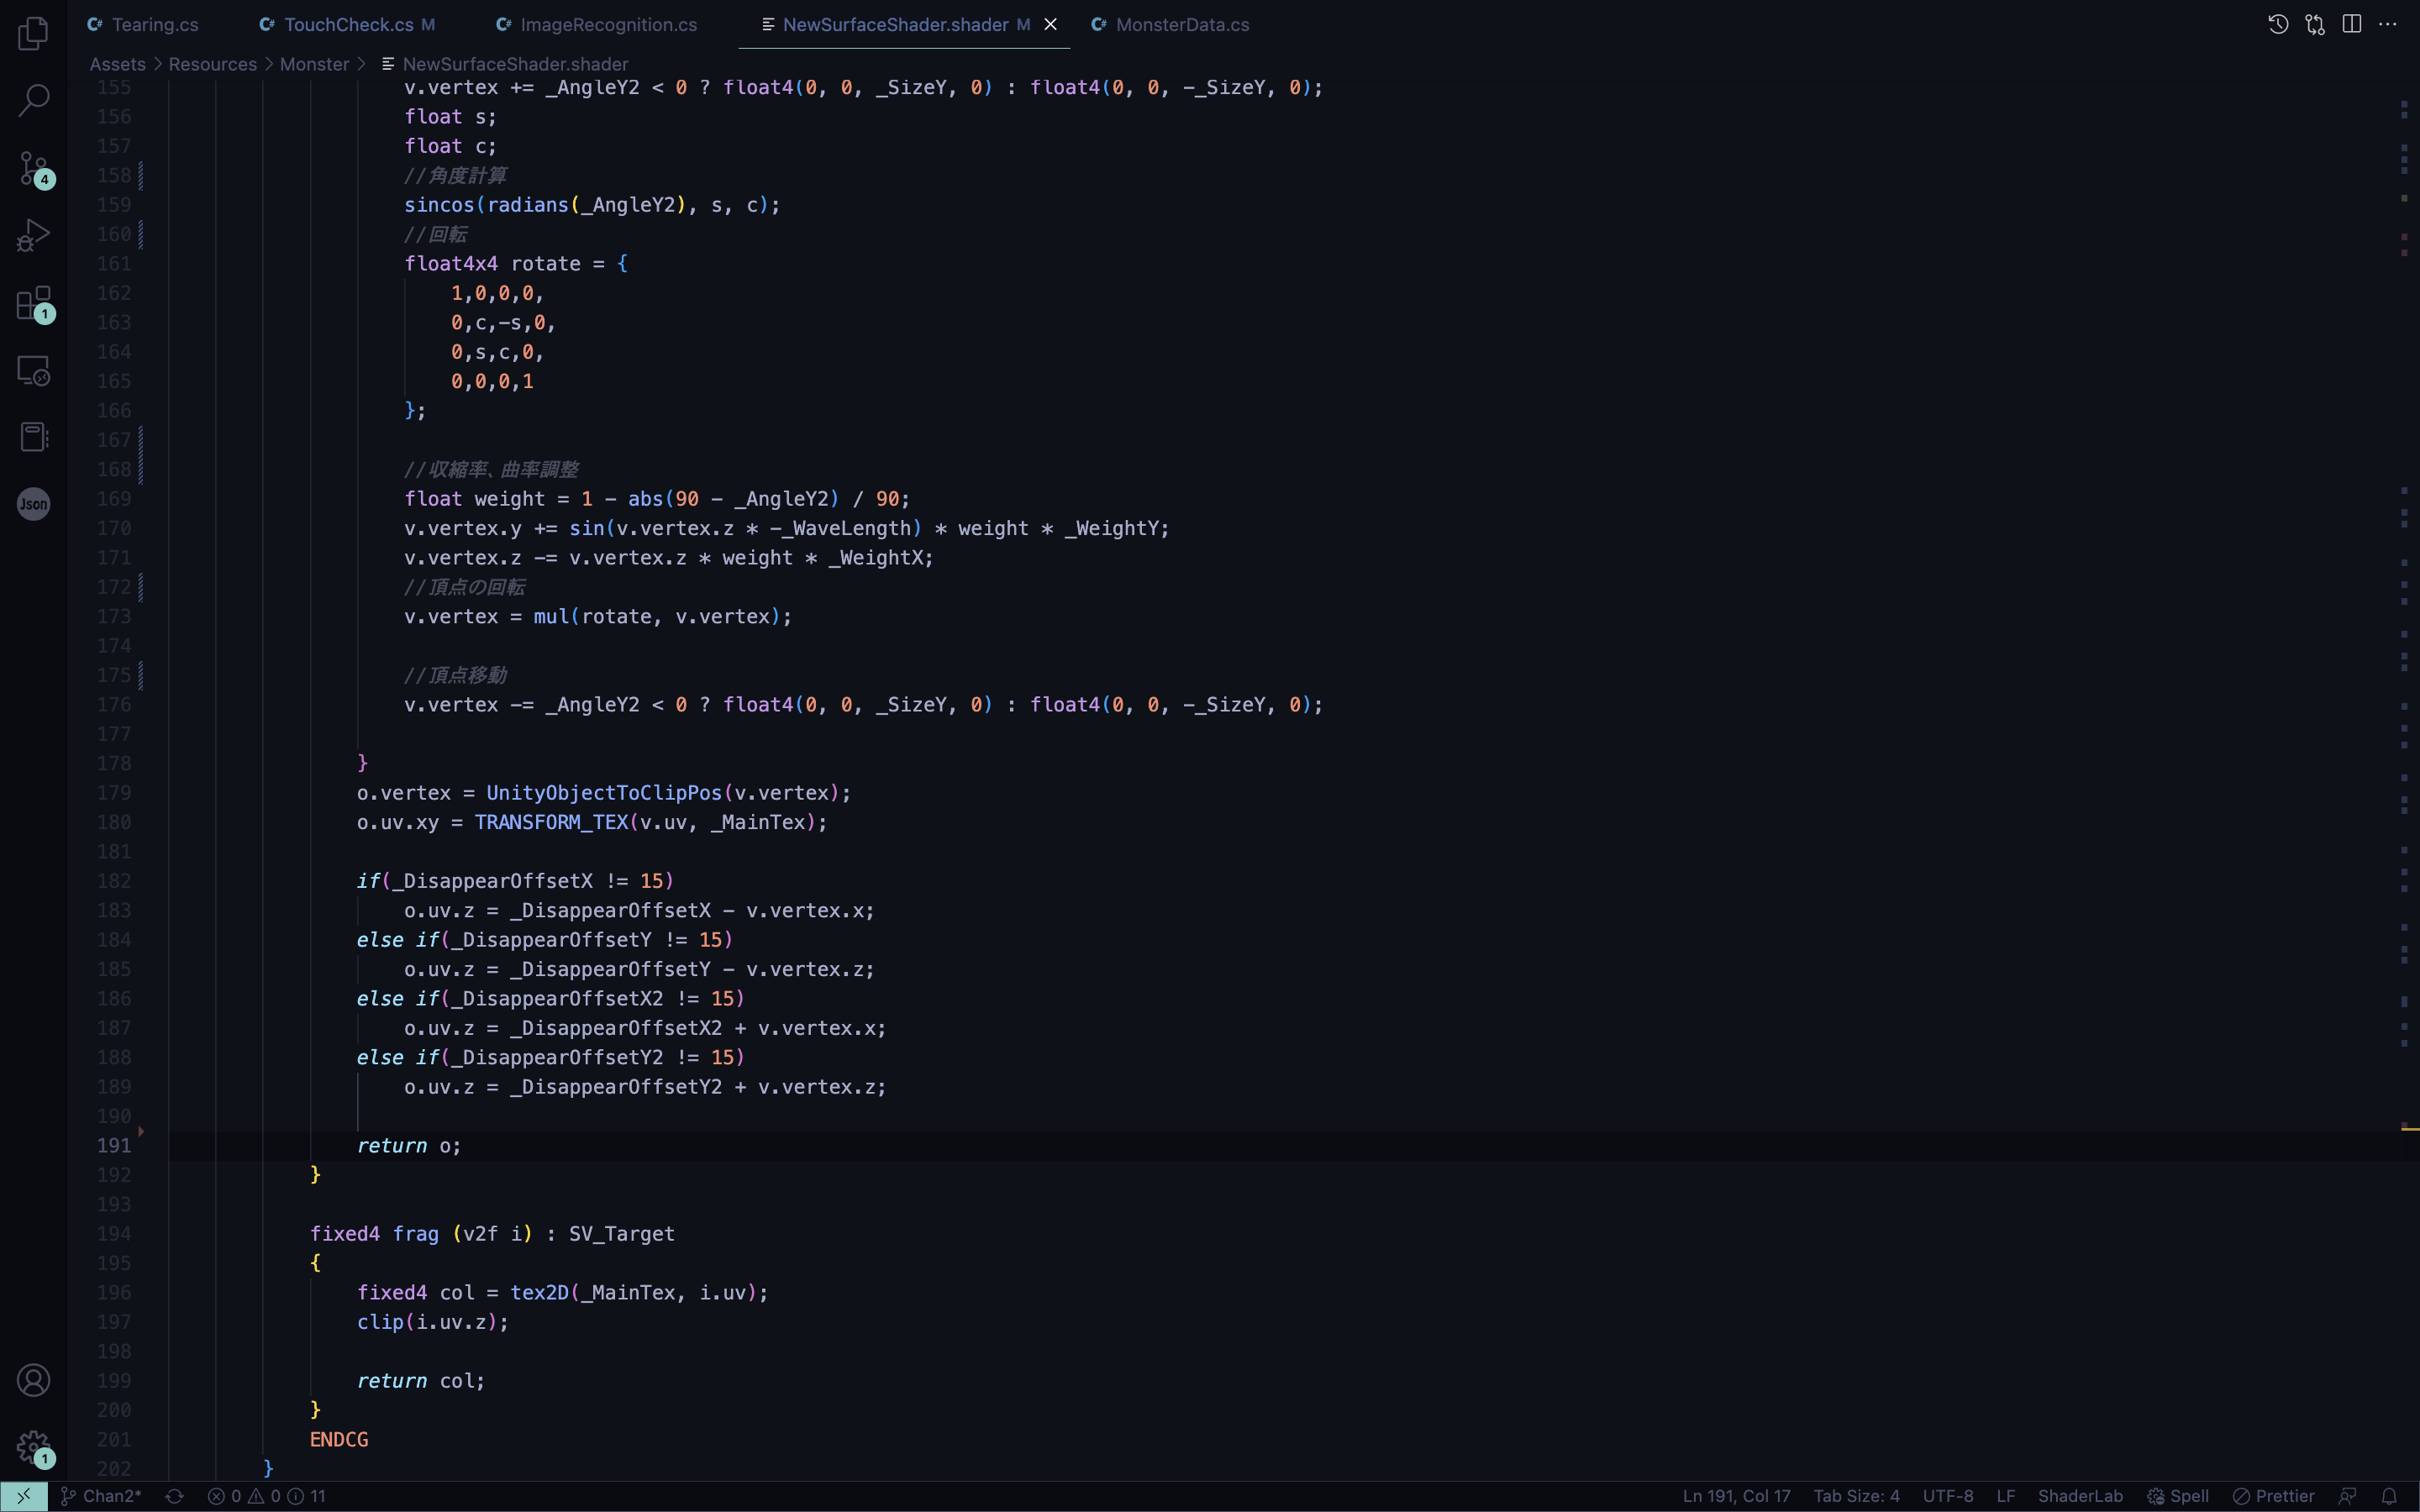 Tearing.cs TouchCheck.cs M ImageRecognition.cs NewSurfaceShader.shader M MonsterData.cs
Assets > Resources > Monster > NewSurfaceShader.shader
155 v.vertex += _AngleY2 < 0 ? float4(0, 0, _SizeY, 0) : float4(0, 0, -_SizeY, 0);
156 float s;
157 float c;
158 //角度計算
159 sincos(radians(_AngleY2), s, c);
160 //回転
161 float4x4 rotate = {
162 1,0,0,0,
163 0,c,-s,0,
164 0,s,c,0,
165 0,0,0,1
166 };
167
168 //収縮率、曲率調整
169 float weight = 1 - abs(90 - _AngleY2) / 90;
170 v.vertex.y += sin(v.vertex.z * -_WaveLength) * weight * _WeightY;
171 v.vertex.z -= v.vertex.z * weight * _WeightX;
172 //頂点の回転
173 v.vertex = mul(rotate, v.vertex);
174
175 //頂点移動
176 v.vertex -= _AngleY2 < 0 ? float4(0, 0, _SizeY, 0) : float4(0, 0, -_SizeY, 0);
177
178 }
179 o.vertex = UnityObjectToClipPos(v.vertex);
180 o.uv.xy = TRANSFORM_TEX(v.uv, _MainTex);
181
182 if(_DisappearOffsetX != 15)
183 o.uv.z = _DisappearOffsetX - v.vertex.x;
184 else if(_DisappearOffsetY != 15)
185 o.uv.z = _DisappearOffsetY - v.vertex.z;
186 else if(_DisappearOffsetX2 != 15)
187 o.uv.z = _DisappearOffsetX2 + v.vertex.x;
188 else if(_DisappearOffsetY2 != 15)
189 o.uv.z = _DisappearOffsetY2 + v.vertex.z;
190
191 return o;
192 }
193
194 fixed4 frag (v2f i) : SV_Target
195 {
196 fixed4 col = tex2D(_MainTex, i.uv);
197 clip(i.uv.z);
198
199 return col;
200 }
201 ENDCG
202 }
4
1
Json
1
Chan2* 0 0 11 Ln 191, Col 17 Tab Size: 4 UTF-8 LF ShaderLab Spell Prettier